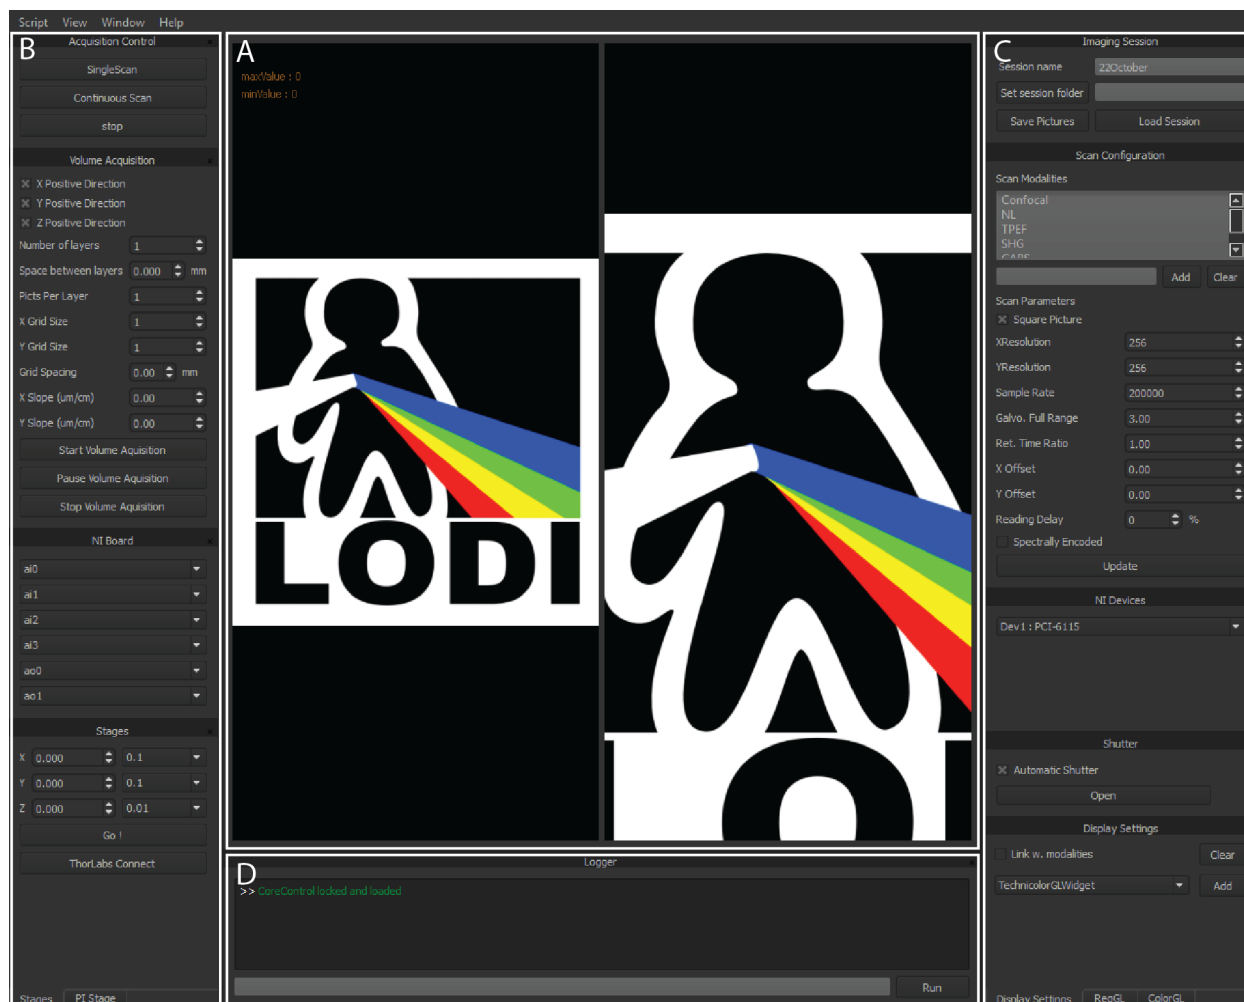 Script View Window Help
B
Acquisition Control
SingleScan
Continuous Scan
stop
Volume Acquisition
X Positive Direction
Y Positive Direction
Z Positive Direction
Number of layers 1
Space between layers 0.000 mm
Picts Per Layer 1
X Grid Size 1
Y Grid Size 1
Grid Spacing 0.00 mm
X Slope (um/cm) 0.00
Y Slope (um/cm) 0.00
Start Volume Aquisition
Pause Volume Aquisition
Stop Volume Aquisition
NI Board
ai0
ai1
ai2
ai3
ao0
ao1
Stages
X 0.000 0.1
Y 0.000 0.1
Z 0.000 0.01
Go !
ThorLabs Connect
Stages PI Stage
A
maxValue : 0
minValue : 0
LODI
O
D
Logger
>> CoreControl locked and loaded
Run
C
Imaging Session
Session name 22October
Set session folder
Save Pictures Load Session
Scan Configuration
Scan Modalities
Confocal
NL
TPEF
SHG
CARS
Add Clear
Scan Parameters
Square Picture
XResolution 256
YResolution 256
Sample Rate 200000
Galvo. Full Range 3.00
Ret. Time Ratio 1.00
X Offset 0.00
Y Offset 0.00
Reading Delay 0 %
Spectrally Encoded
Update
NI Devices
Dev1 : PCI-6115
Shutter
Automatic Shutter
Open
Display Settings
Link w. modalities Clear
TechnicolorGLWidget Add
Display Settings RegGL ColorGL